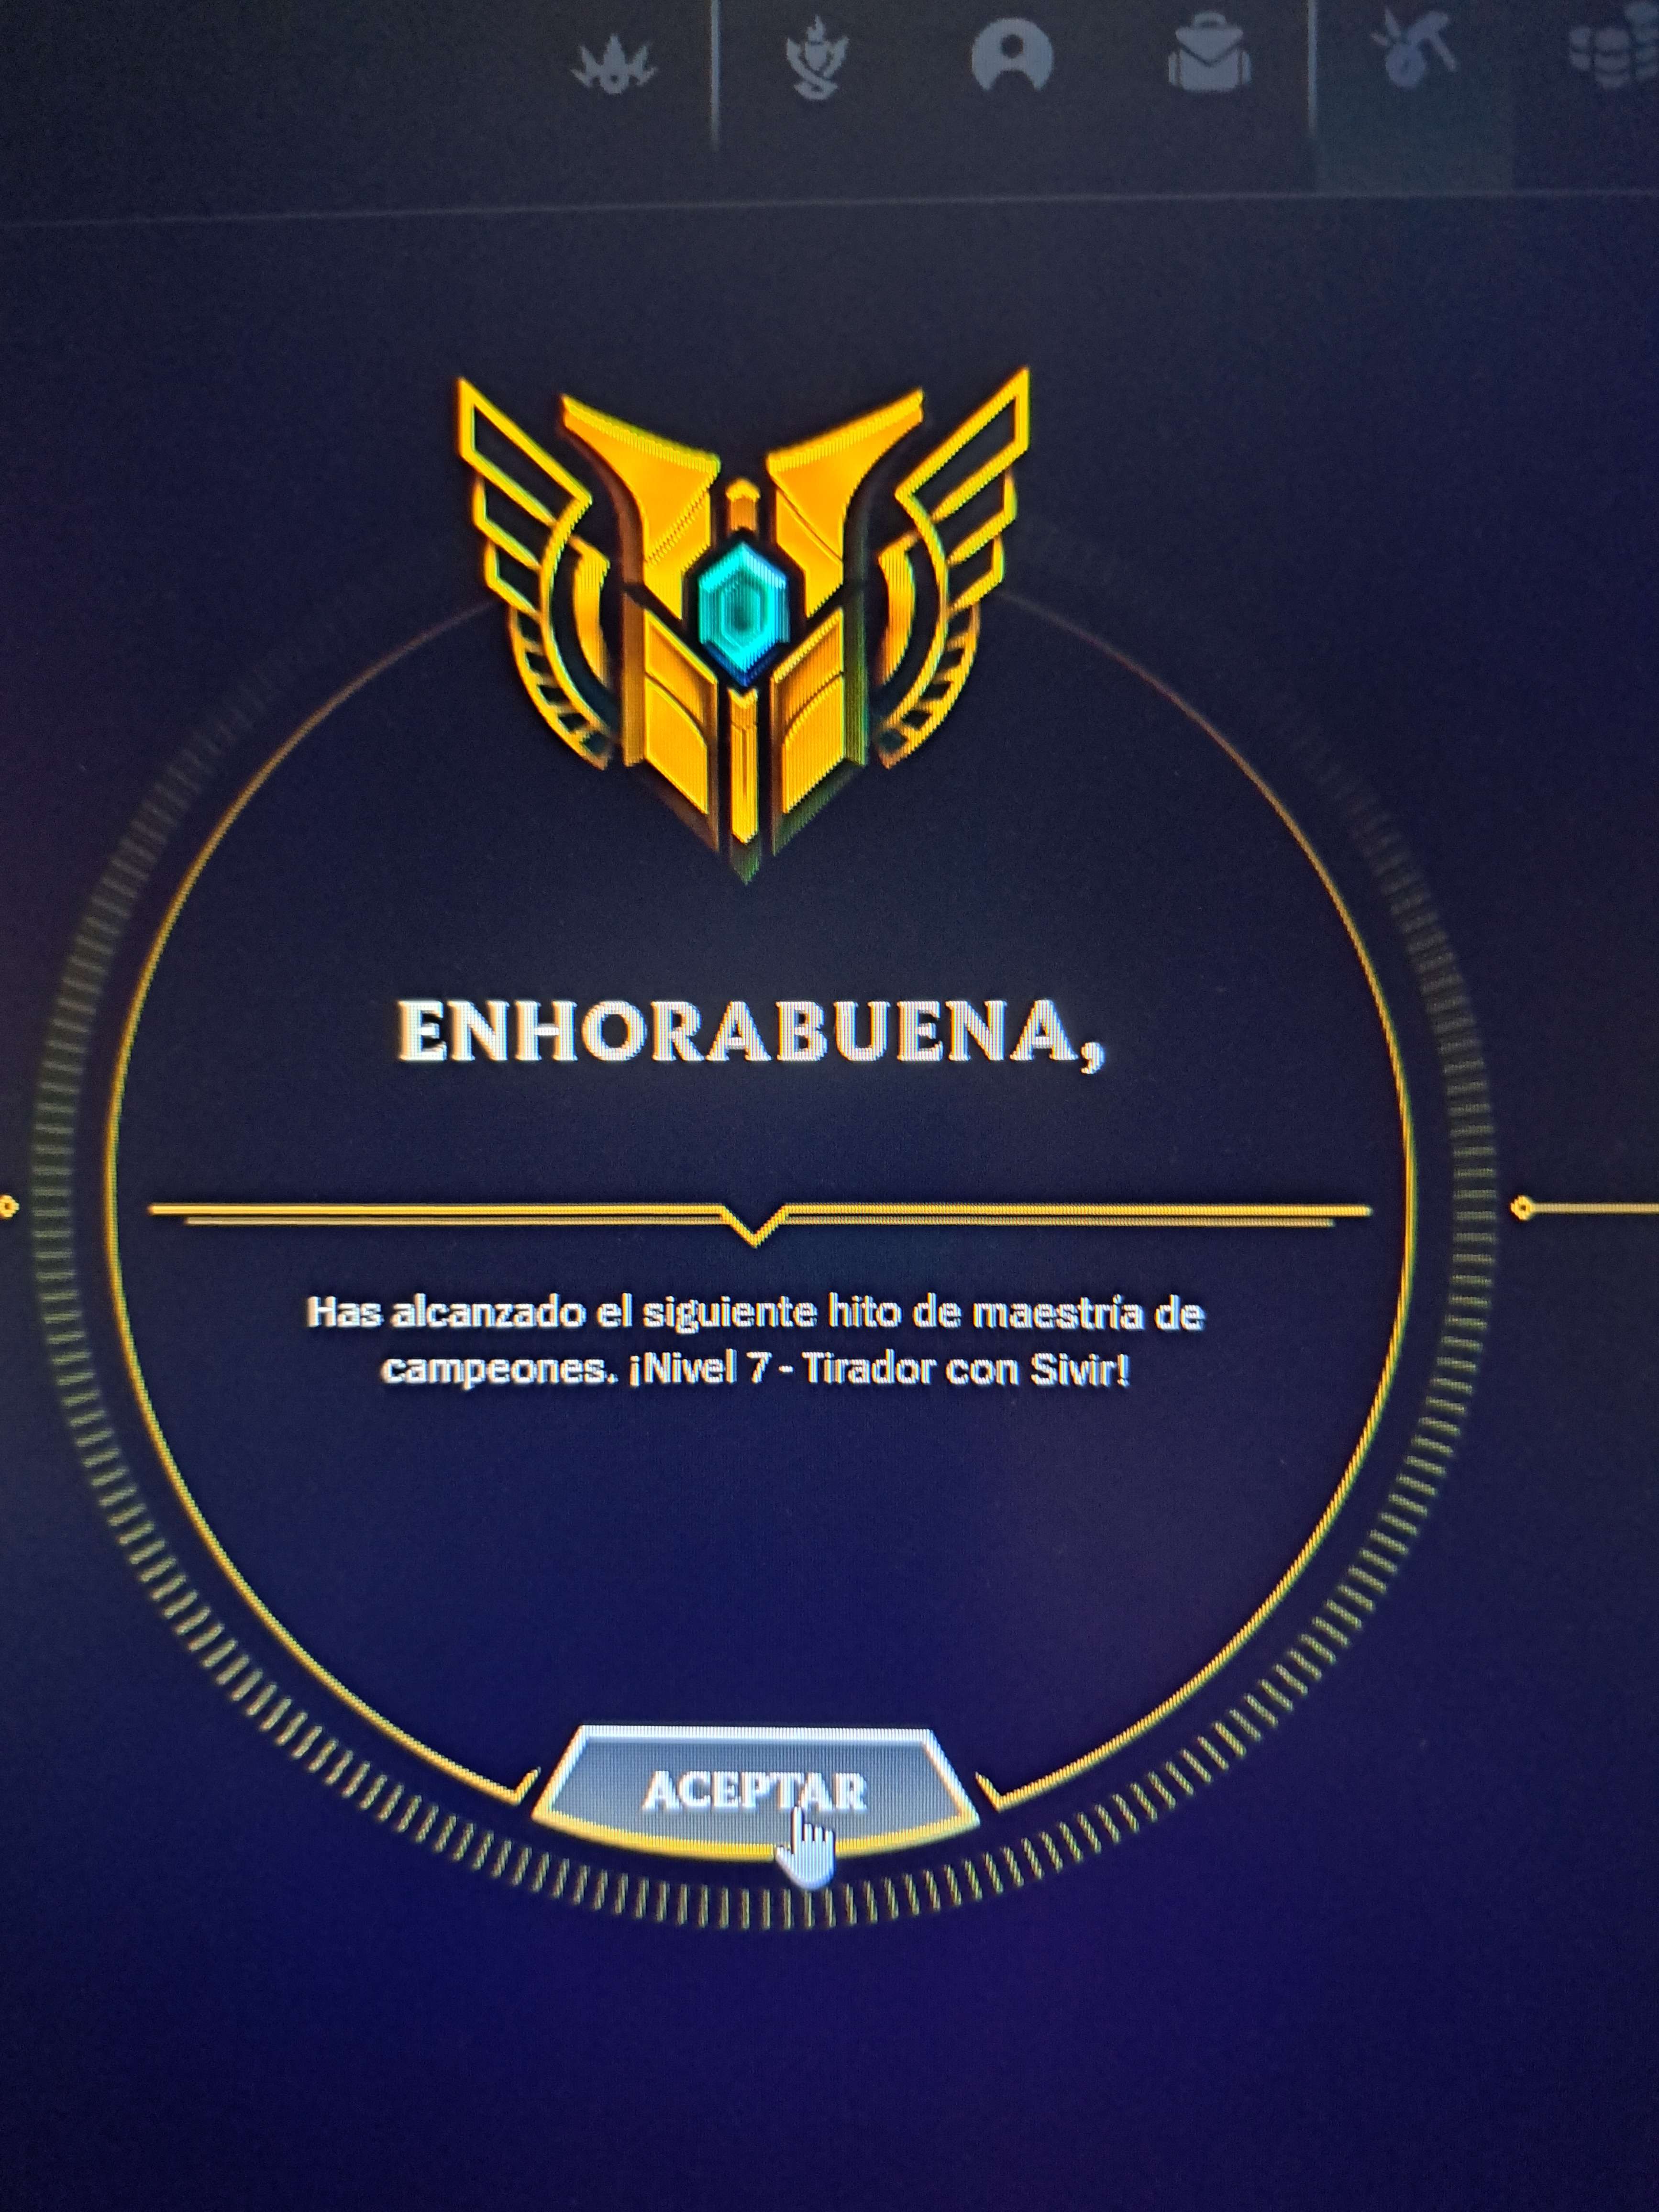 ENHORABUENA,
Has alcanzado el siguiente hito de maestría de
campeones. ¡Nivel 7 - Tirador con Sivir!
ACEPTAR